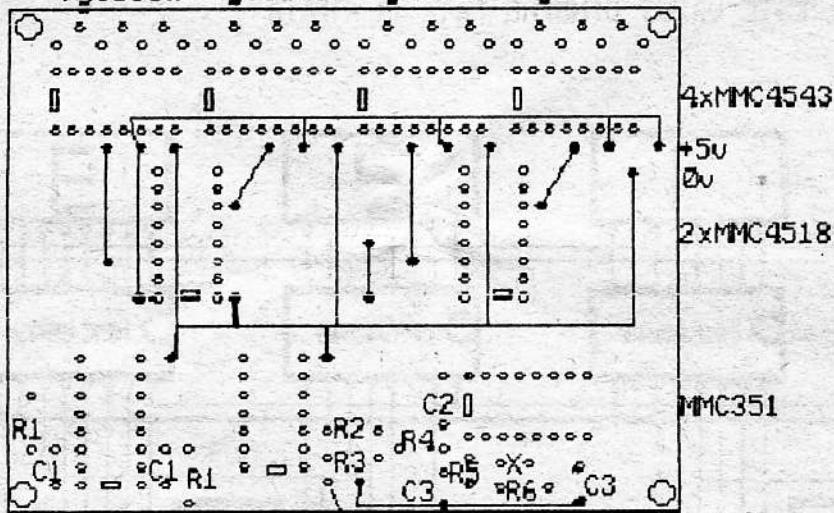 4xMMC4543
+5v
0v
2xMMC4518
MMC351
C2
R1
R2
R4
R3
C1
C1
R1
R5
X
C3
R6
C3